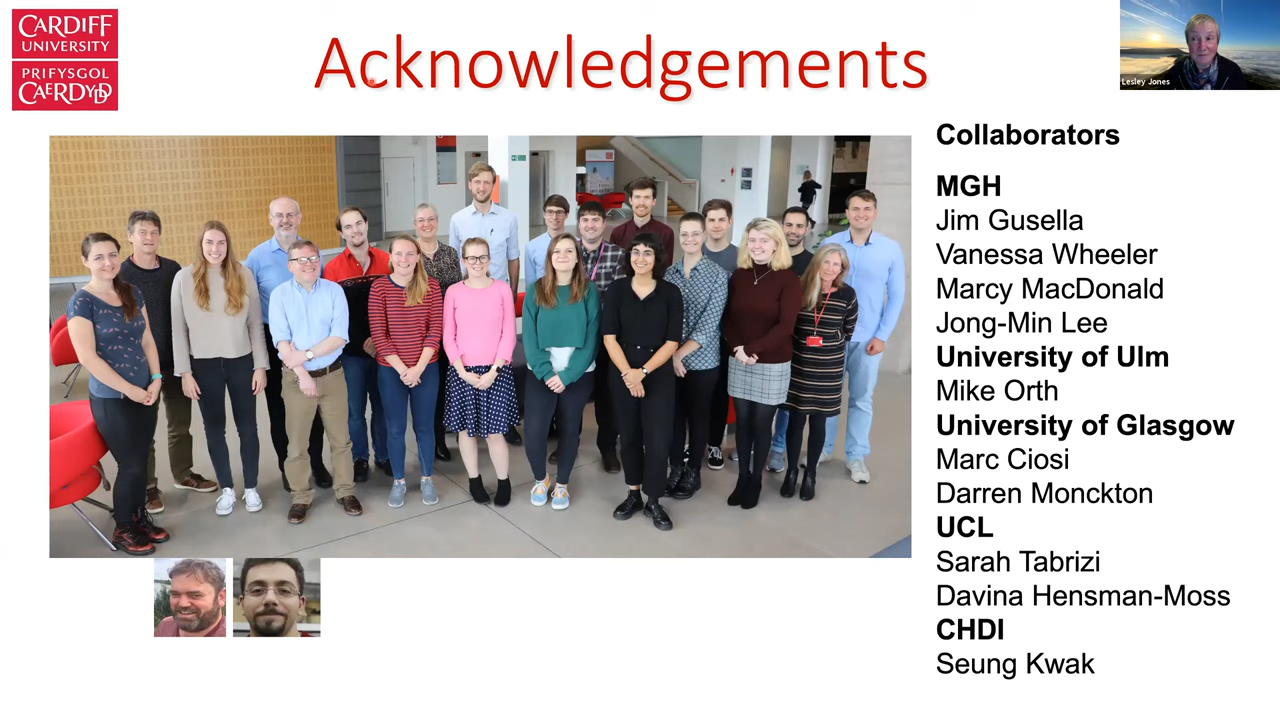 CARDIFF
UNIVERSITY
PRIFYSGOL
CAERDYDD
Acknowledgements
Lesley Jones
Collaborators
MGH
Jim Gusella
Vanessa Wheeler
Marcy MacDonald
Jong-Min Lee
University of Ulm
Mike Orth
University of Glasgow
Marc Ciosi
Darren Monckton
UCL
Sarah Tabrizi
Davina Hensman-Moss
CHDI
Seung Kwak